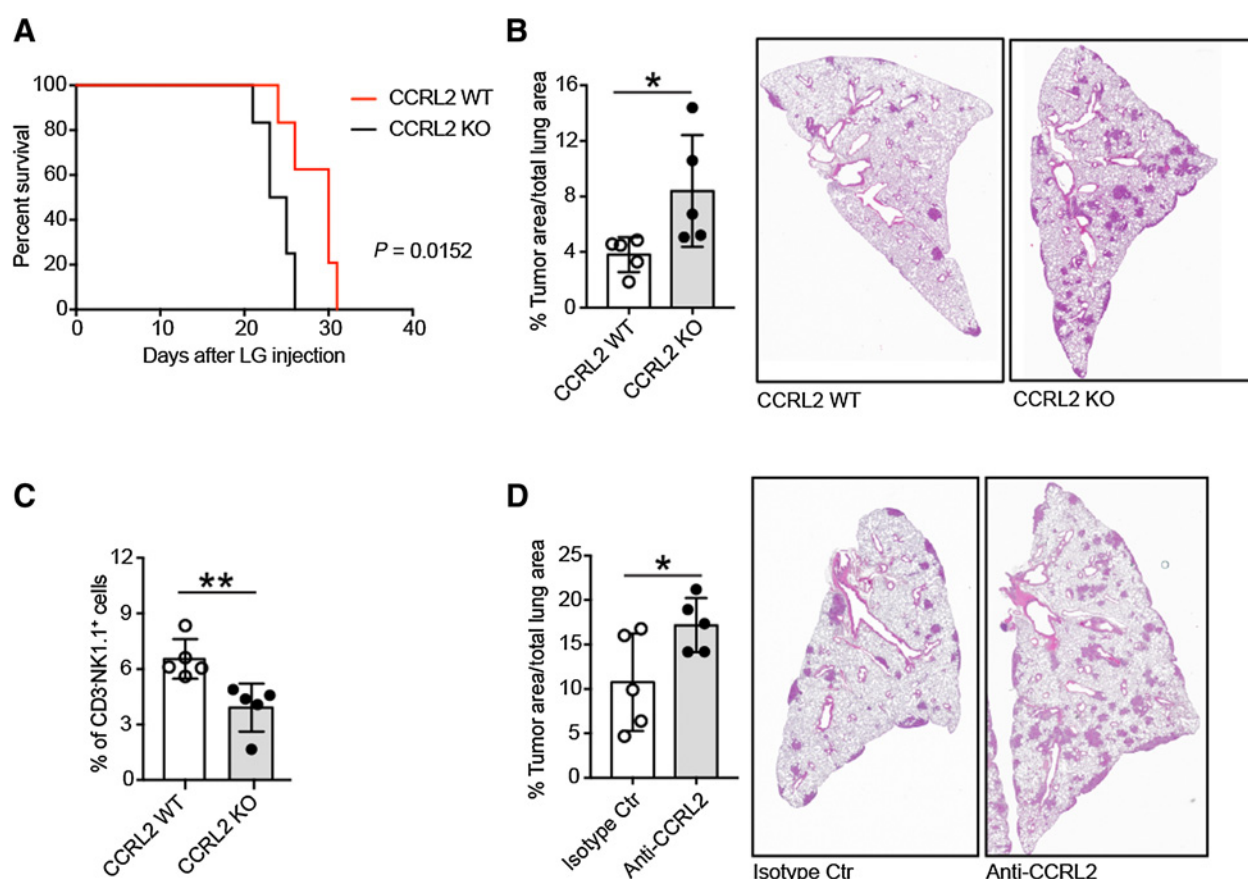 A
Percent survival
100
80
60
40
20
0
0 10 20 30 40
Days after LG injection
CCRL2 WT
CCRL2 KO
P = 0.0152
B
% Tumor area/total lung area
16
12
8
4
0
*
CCRL2 WT
CCRL2 KO
CCRL2 WT
CCRL2 KO
C
% of CD3-NK1.1+ cells
12
9
6
3
0
**
CCRL2 WT
CCRL2 KO
D
% Tumor area/total lung area
25
20
15
10
5
0
*
Isotype Ctr
Anti-CCRL2
Isotype Ctr
Anti-CCRL2